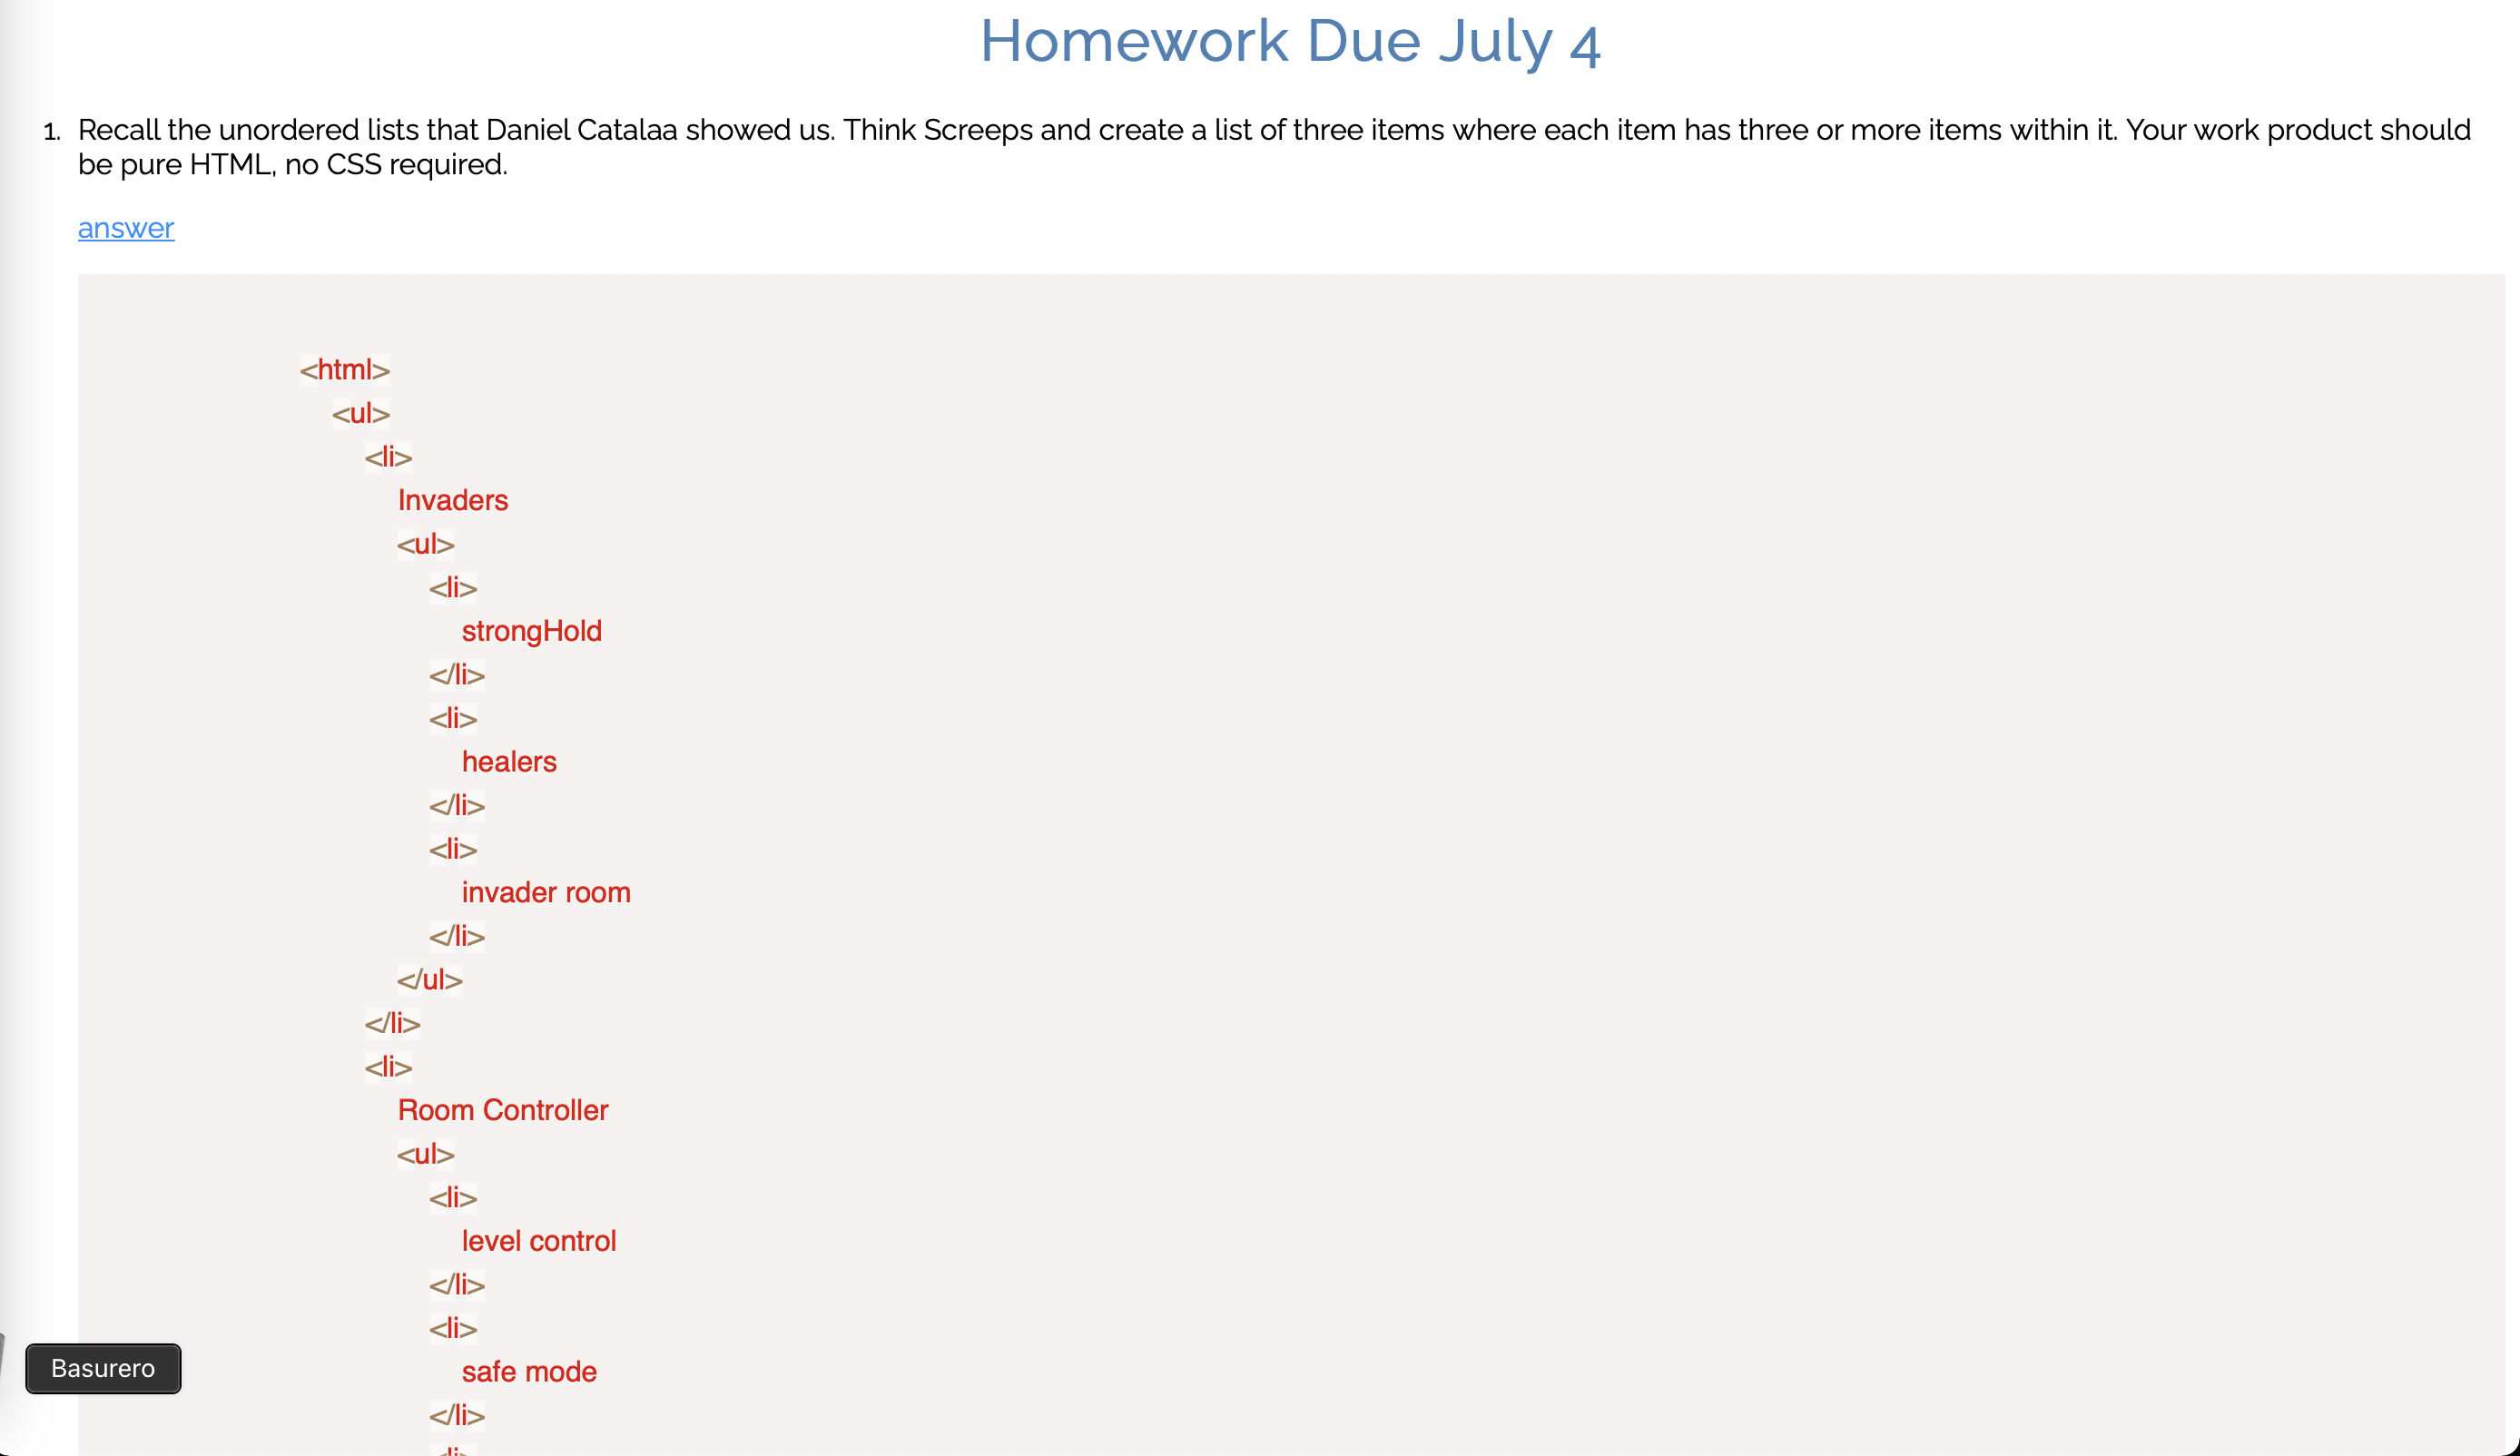 Homework Due July 4
1. Recall the unordered lists that Daniel Catalaa showed us. Think Screeps and create a list of three items where each item has three or more items within it. Your work product should
be pure HTML, no CSS required.
answer
<html>
<ul>
<li>
Invaders
<ul>
<li>
strongHold
</li>
<li>
healers
</li>
<li>
invader room
</li>
</ul>
</li>
<li>
Room Controller
<ul>
<li>
level control
</li>
<li>
safe mode
</li>
<li>
Basurero